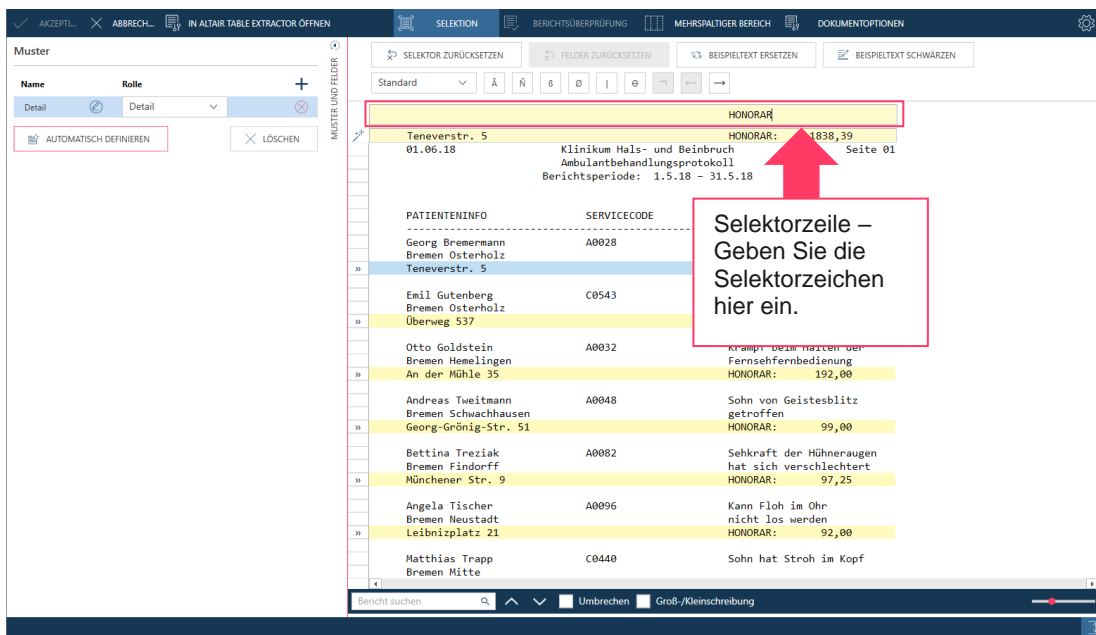 AKZEPTI... ABBRECH... IN ALTAIR TABLE EXTRACTOR ÖFFNEN SELEKTION BERICHTSÜBERPRÜFUNG MEHRSPALTIGER BEREICH DOKUMENTOPTIONEN
Muster
Name Rolle
Detail Detail
AUTOMATISCH DEFINIEREN LÖSCHEN
MUSTER UND FELDER
SELEKTOR ZURÜCKSETZEN FELDER ZURÜCKSETZEN BEISPIELTEXT ERSETZEN BEISPIELTEXT SCHWÄRZEN
Standard Ä Ñ ß Ø | Θ ¬ ← →
HONORAR
Teneverstr. 5 HONORAR: 1838,39
01.06.18 Klinikum Hals- und Beinbruch Seite 01
Ambulantbehandlungsprotokoll
Berichtsperiode: 1.5.18 – 31.5.18
PATIENTENINFO SERVICECODE
Georg Bremermann A0028
Bremen Osterholz
» Teneverstr. 5
Emil Gutenberg C0543
Bremen Osterholz
» Überweg 537
Otto Goldstein A0032 Krampf beim Halten der
Bremen Hemelingen Fernsehfernbedienung
» An der Mühle 35 HONORAR: 192,00
Andreas Tweitmann A0048 Sohn von Geistesblitz
Bremen Schwachhausen getroffen
» Georg-Grönig-Str. 51 HONORAR: 99,00
Bettina Treziak A0082 Sehkraft der Hühneraugen
Bremen Findorff hat sich verschlechtert
» Münchener Str. 9 HONORAR: 97,25
Angela Tischer A0096 Kann Floh im Ohr
Bremen Neustadt nicht los werden
» Leibnizplatz 21 HONORAR: 92,00
Matthias Trapp C0440 Sohn hat Stroh im Kopf
Bremen Mitte
Selektorzeile –
Geben Sie die
Selektorzeichen
hier ein.
Bericht suchen Umbrechen Groß-/Kleinschreibung